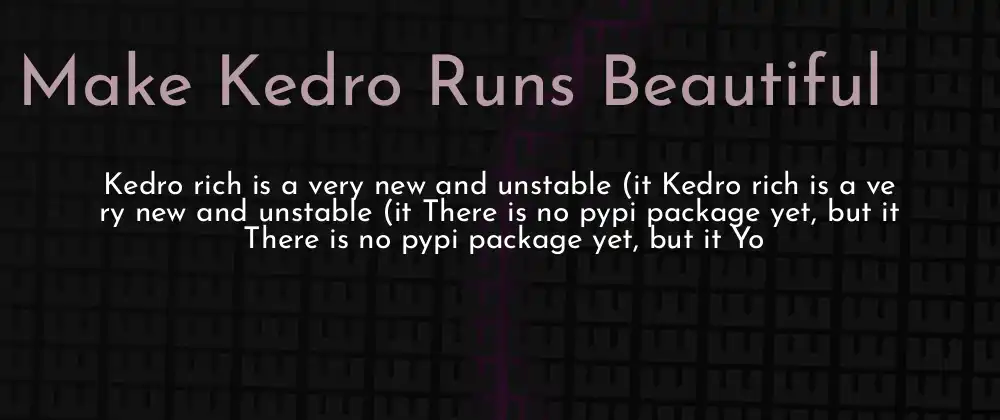 Make Kedro Runs Beautiful
Kedro rich is a very new and unstable (it Kedro rich is a ve
ry new and unstable (it There is no pypi package yet, but it
There is no pypi package yet, but it Yo